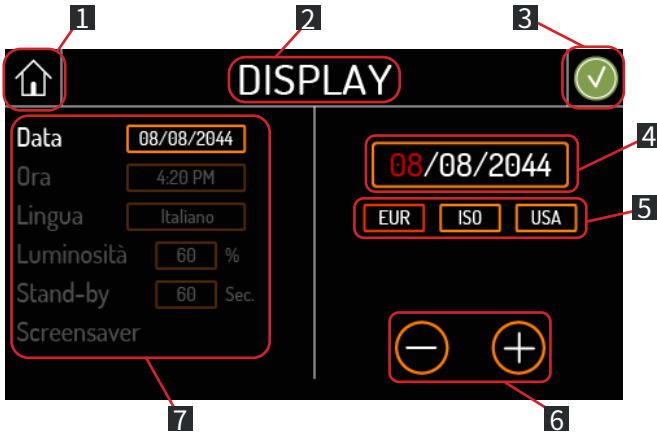 1 2 3
DISPLAY
Data 08/08/2044
Ora 4:20 PM
Lingua Italiano
Luminosità 60 %
Stand-by 60 Sec.
Screensaver
08/08/2044 4
EUR ISO USA 5
7 6